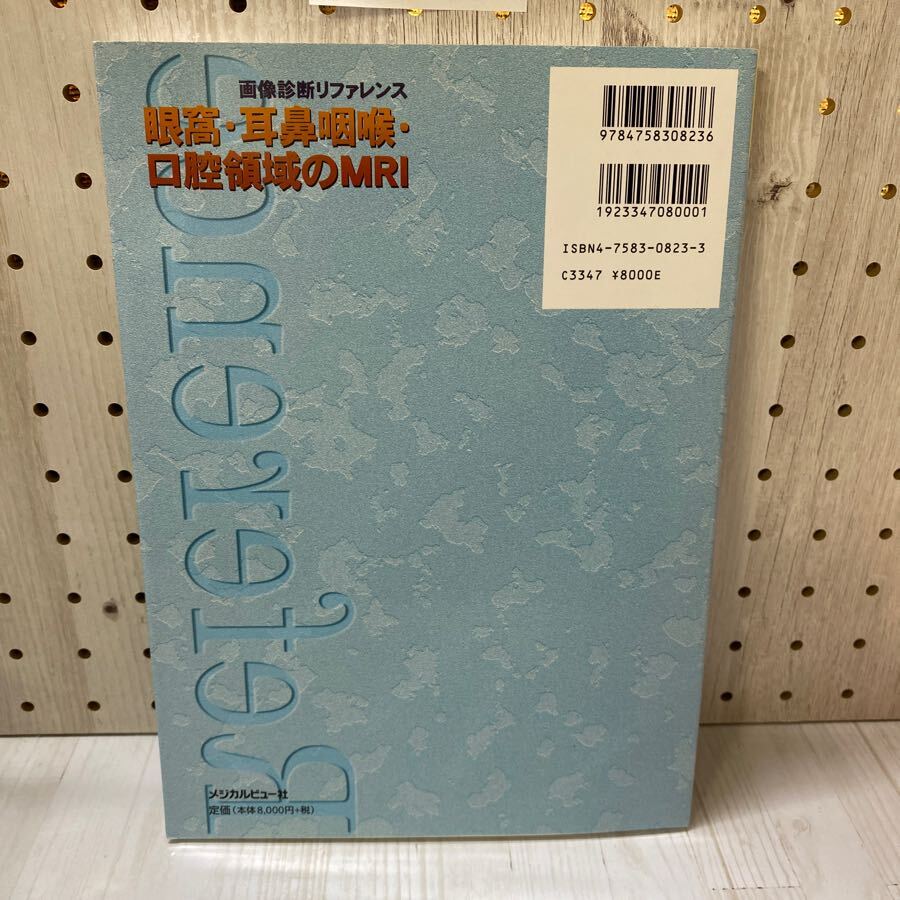 画像診断リファレンス
眼窩・耳鼻咽喉・
口腔領域のMRI
9784758308236
1923347080001
ISBN4-7583-0823-3
C3347 ¥8000E
Reference
メジカルビュー社
定価(本体8,000円+税)